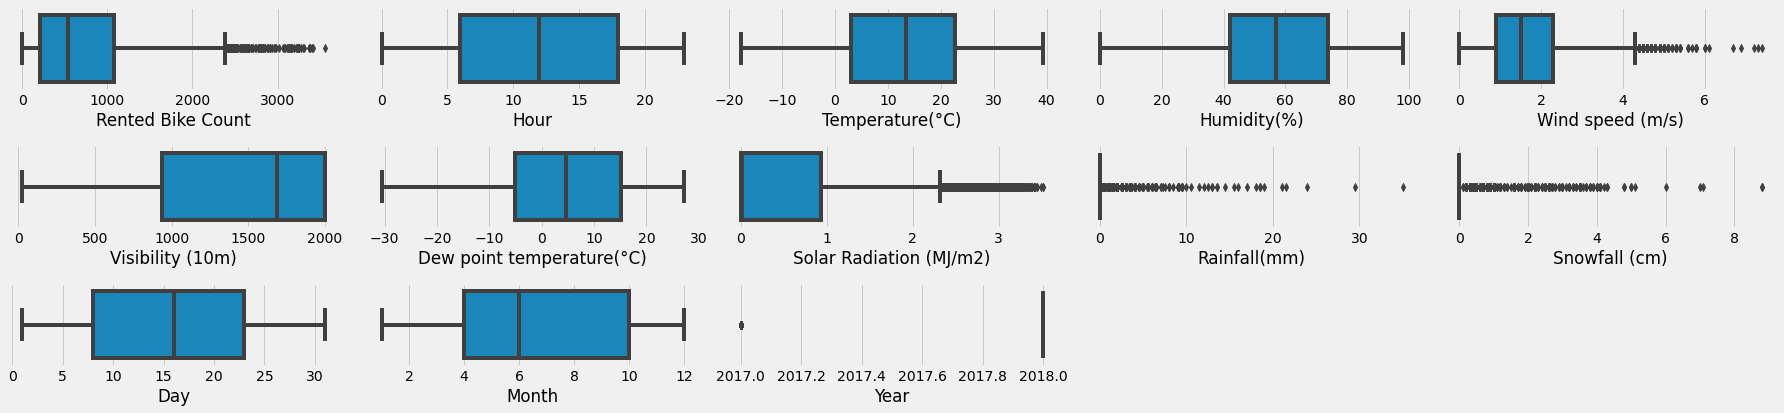 0 1000 2000 3000
Rented Bike Count
0 5 10 15 20
Hour
−20 −10 0 10 20 30 40
Temperature(°C)
0 20 40 60 80 100
Humidity(%)
0 2 4 6
Wind speed (m/s)
0 500 1000 1500 2000
Visibility (10m)
−30 −20 −10 0 10 20 30
Dew point temperature(°C)
0 1 2 3
Solar Radiation (MJ/m2)
0 10 20 30
Rainfall(mm)
0 2 4 6 8
Snowfall (cm)
0 5 10 15 20 25 30
Day
2 4 6 8 10 12
Month
2017.0 2017.2 2017.4 2017.6 2017.8 2018.0
Year